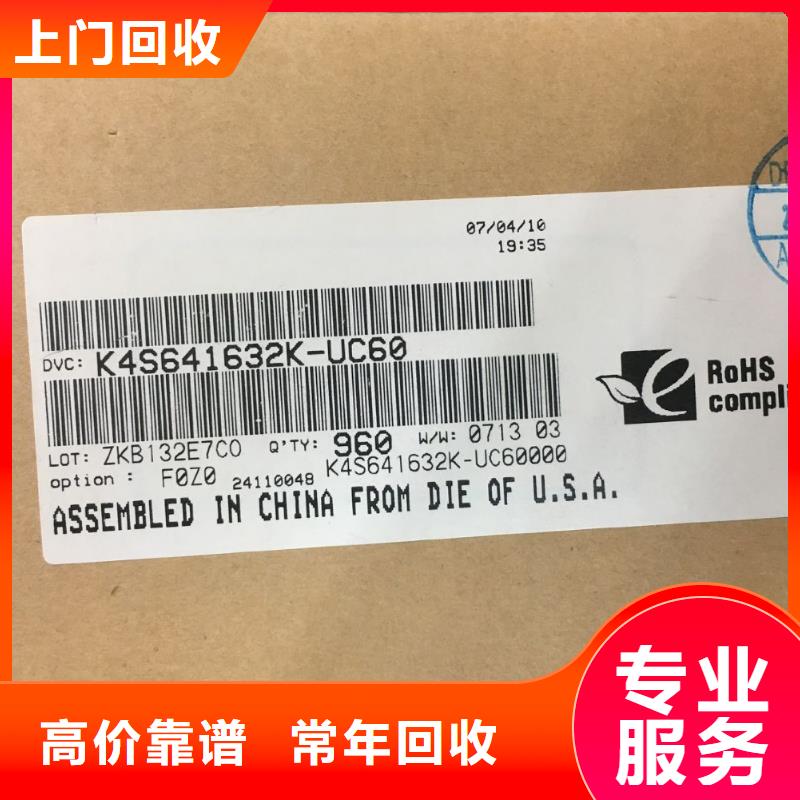 上门回收
07/04/10
19:35
DVC: K4S641632K-UC60
LOT: ZKB132E7C0 Q'TY: 960 W/W: 0713 03
option : F0Z0 24110048 K4S641632K-UC60000
ASSEMBLED IN CHINA FROM DIE OF U.S.A.
RoHS
compli
高价靠谱 常年回收
专业
服务